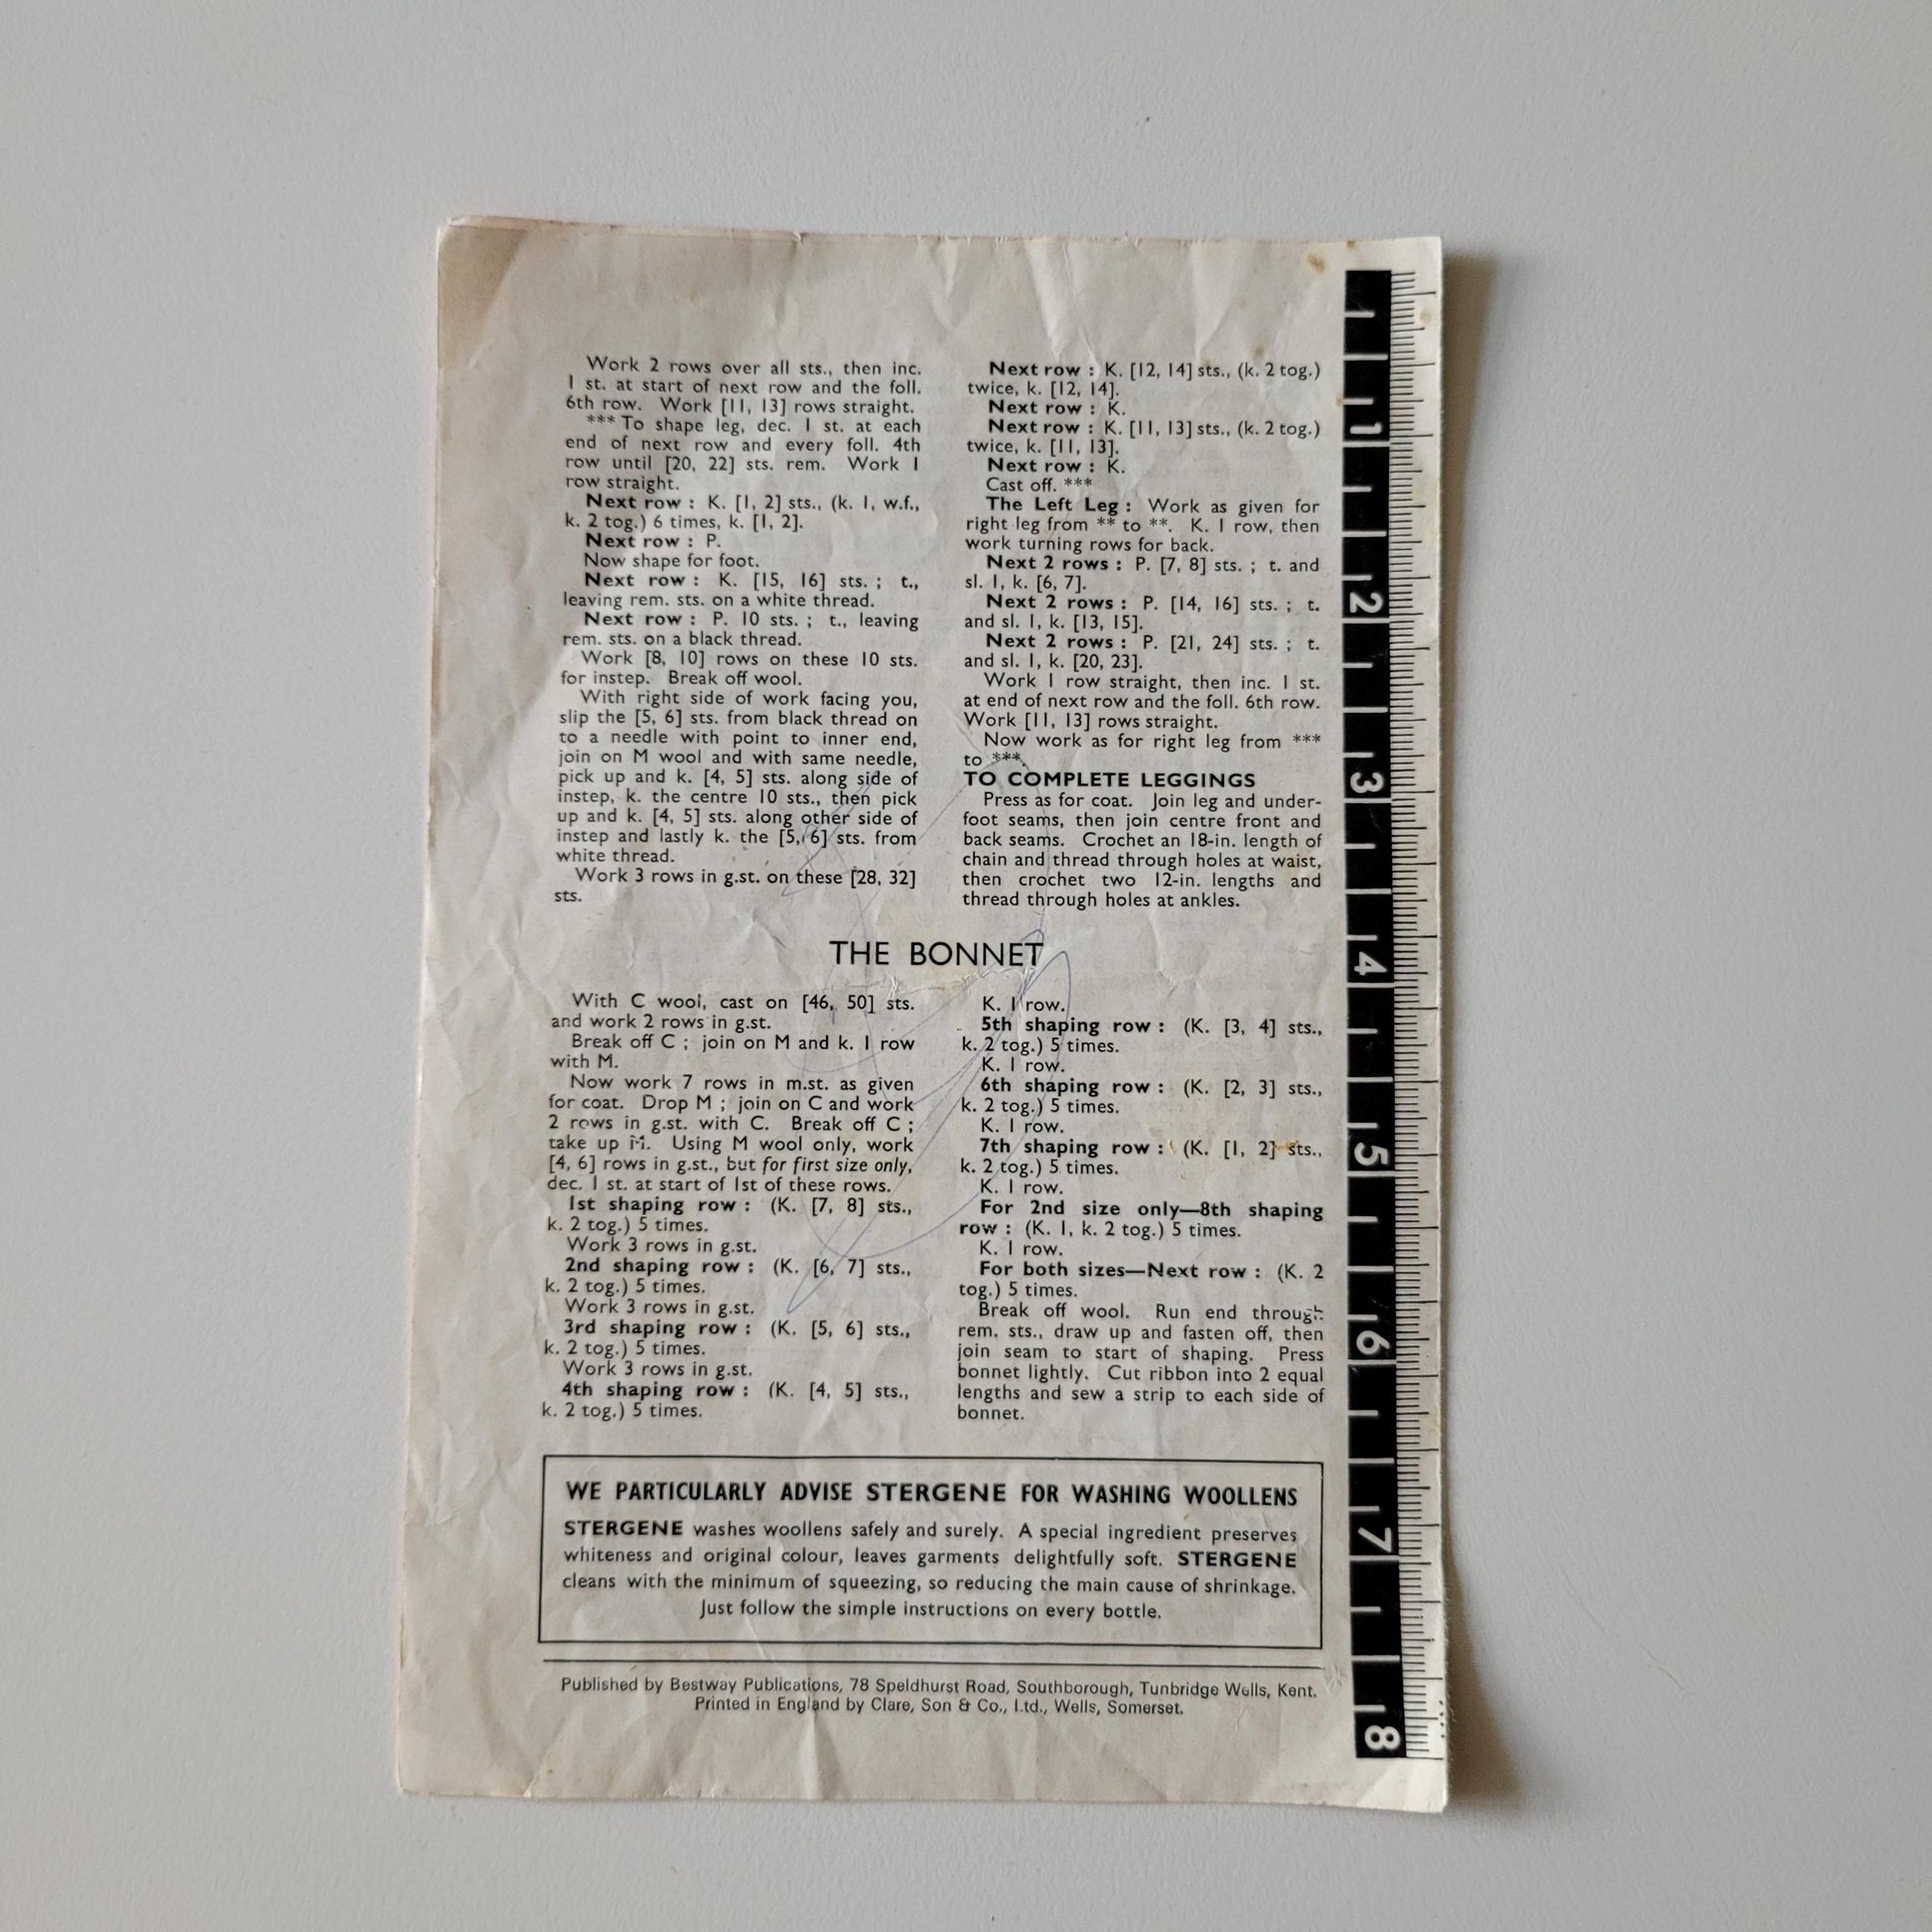 Work 2 rows over all sts., then inc.
1 st. at start of next row and the foll.
6th row. Work [11, 13] rows straight.
*** To shape leg, dec. 1 st. at each
end of next row and every foll. 4th
row until [20, 22] sts. rem. Work 1
row straight.
Next row : K. [1, 2] sts., (k. 1, w.f.,
k. 2 tog.) 6 times, k. [1, 2].
Next row : P.
Now shape for foot.
Next row : K. [15, 16] sts. ; t.,
leaving rem. sts. on a white thread.
Next row : P. 10 sts. ; t., leaving
rem. sts. on a black thread.
Work [8, 10] rows on these 10 sts.
for instep. Break off wool.
With right side of work facing you,
slip the [5, 6] sts. from black thread on
to a needle with point to inner end,
join on M wool and with same needle,
pick up and k. [4, 5] sts. along side of
instep, k. the centre 10 sts., then pick
up and k. [4, 5] sts. along other side of
instep and lastly k. the [5, 6] sts. from
white thread.
Work 3 rows in g.st. on these [28, 32]
sts.
Next row : K. [12, 14] sts., (k. 2 tog.)
twice, k. [12, 14].
Next row : K.
Next row : K. [11, 13] sts., (k. 2 tog.)
twice, k. [11, 13].
Next row : K.
Cast off. ***
The Left Leg : Work as given for
right leg from ** to **. K. 1 row, then
work turning rows for back.
Next 2 rows : P. [7, 8] sts. ; t. and
sl. 1, k. [6, 7].
Next 2 rows : P. [14, 16] sts. ; t.
and sl. 1, k. [13, 15].
Next 2 rows : P. [21, 24] sts. ; t.
and sl. 1, k. [20, 23].
Work 1 row straight, then inc. 1 st.
at end of next row and the foll. 6th row.
Work [11, 13] rows straight.
Now work as for right leg from ***
to ***.
TO COMPLETE LEGGINGS
Press as for coat. Join leg and under-
foot seams, then join centre front and
back seams. Crochet an 18-in. length of
chain and thread through holes at waist,
then crochet two 12-in. lengths and
thread through holes at ankles.
THE BONNET
With C wool, cast on [46, 50] sts.
and work 2 rows in g.st.
Break off C ; join on M and k. 1 row
with M.
Now work 7 rows in m.st. as given
for coat. Drop M ; join on C and work
2 rows in g.st. with C. Break off C ;
take up M. Using M wool only, work
[4, 6] rows in g.st., but for first size only,
dec. 1 st. at start of 1st of these rows.
1st shaping row : (K. [7, 8] sts.,
k. 2 tog.) 5 times.
Work 3 rows in g.st.
2nd shaping row : (K. [6, 7] sts.,
k. 2 tog.) 5 times.
Work 3 rows in g.st.
3rd shaping row : (K. [5, 6] sts.,
k. 2 tog.) 5 times.
Work 3 rows in g.st.
4th shaping row : (K. [4, 5] sts.,
k. 2 tog.) 5 times.
K. 1 row.
5th shaping row : (K. [3, 4] sts.,
k. 2 tog.) 5 times.
K. 1 row.
6th shaping row : (K. [2, 3] sts.,
k. 2 tog.) 5 times.
K. 1 row.
7th shaping row : (K. [1, 2] sts.,
k. 2 tog.) 5 times.
K. 1 row.
For 2nd size only—8th shaping
row : (K. 1, k. 2 tog.) 5 times.
K. 1 row.
For both sizes—Next row : (K. 2
tog.) 5 times.
Break off wool. Run end through
rem. sts., draw up and fasten off, then
join seam to start of shaping. Press
bonnet lightly. Cut ribbon into 2 equal
lengths and sew a strip to each side of
bonnet.
WE PARTICULARLY ADVISE STERGENE FOR WASHING WOOLLENS
STERGENE washes woollens safely and surely. A special ingredient preserves
whiteness and original colour, leaves garments delightfully soft. STERGENE
cleans with the minimum of squeezing, so reducing the main cause of shrinkage.
Just follow the simple instructions on every bottle.
Published by Bestway Publications, 78 Speldhurst Road, Southborough, Tunbridge Wells, Kent.
Printed in England by Clare, Son & Co., Ltd., Wells, Somerset.
1
2
3
4
5
6
7
8